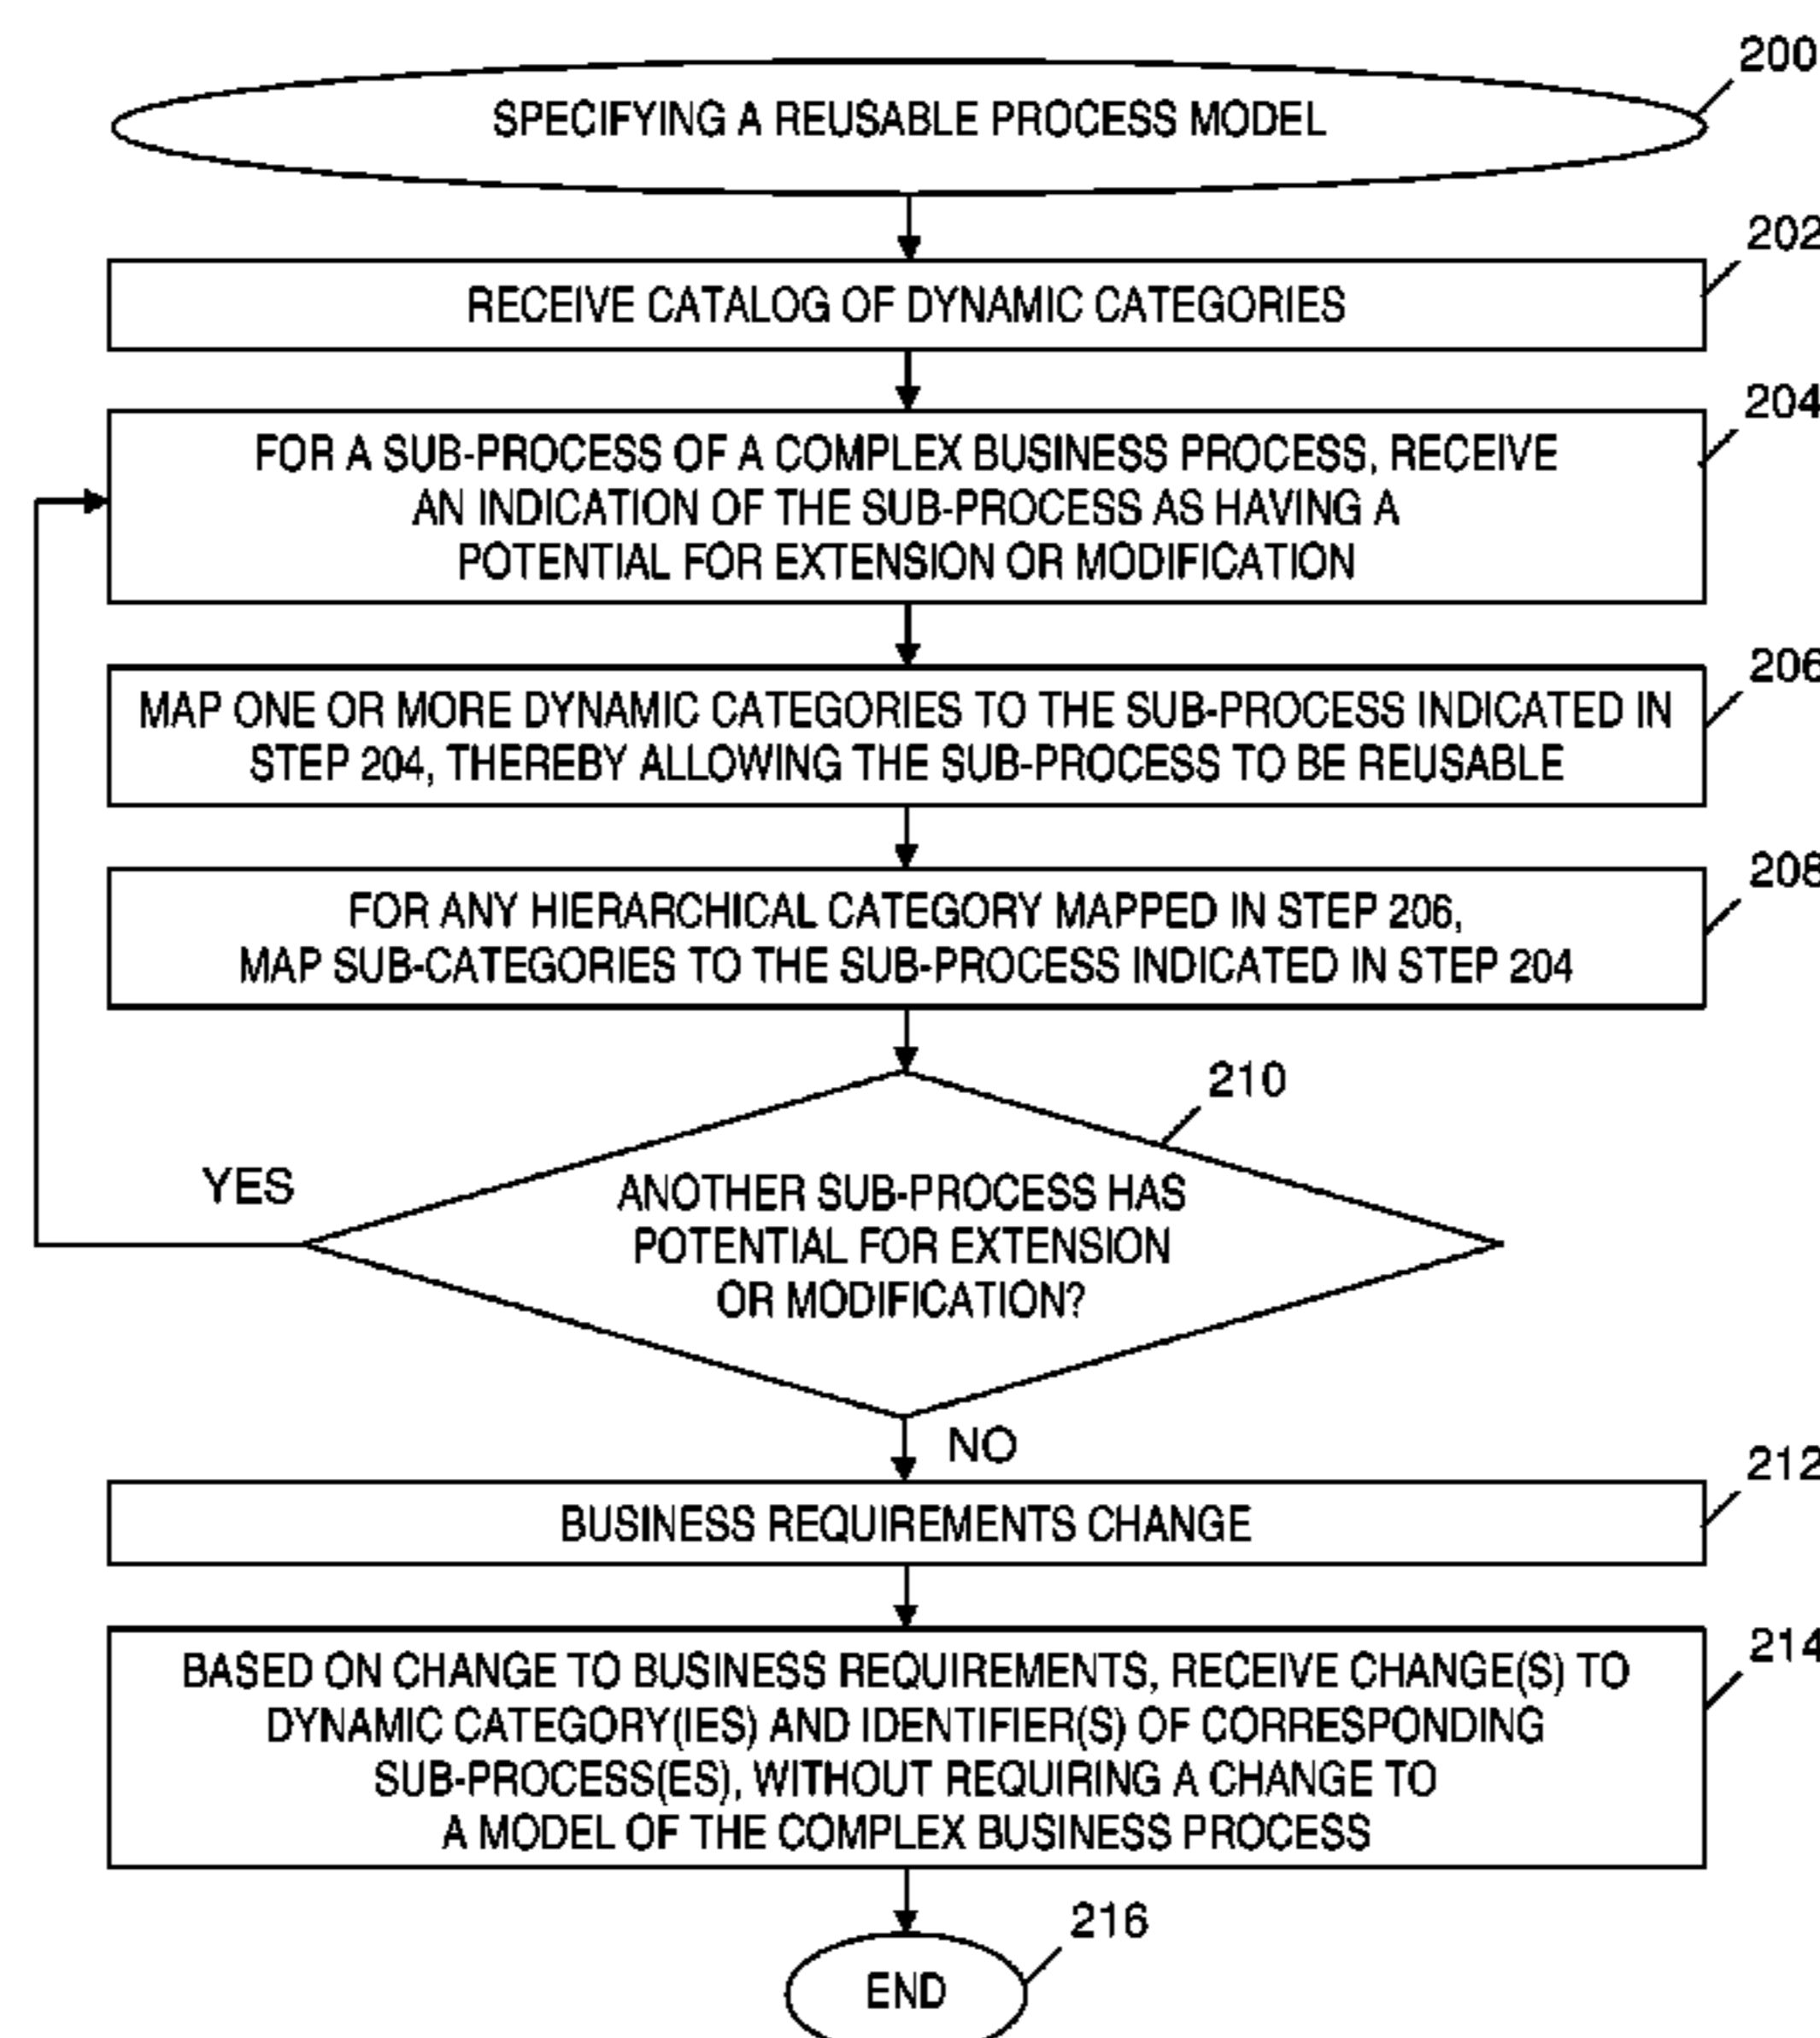 200
SPECIFYING A REUSABLE PROCESS MODEL
202
RECEIVE CATALOG OF DYNAMIC CATEGORIES
204
FOR A SUB-PROCESS OF A COMPLEX BUSINESS PROCESS, RECEIVE
AN INDICATION OF THE SUB-PROCESS AS HAVING A
POTENTIAL FOR EXTENSION OR MODIFICATION
206
MAP ONE OR MORE DYNAMIC CATEGORIES TO THE SUB-PROCESS INDICATED IN
STEP 204, THEREBY ALLOWING THE SUB-PROCESS TO BE REUSABLE
208
FOR ANY HIERARCHICAL CATEGORY MAPPED IN STEP 206,
MAP SUB-CATEGORIES TO THE SUB-PROCESS INDICATED IN STEP 204
210
YES
ANOTHER SUB-PROCESS HAS
POTENTIAL FOR EXTENSION
OR MODIFICATION?
NO
212
BUSINESS REQUIREMENTS CHANGE
214
BASED ON CHANGE TO BUSINESS REQUIREMENTS, RECEIVE CHANGE(S) TO
DYNAMIC CATEGORY(IES) AND IDENTIFIER(S) OF CORRESPONDING
SUB-PROCESS(ES), WITHOUT REQUIRING A CHANGE TO
A MODEL OF THE COMPLEX BUSINESS PROCESS
216
END